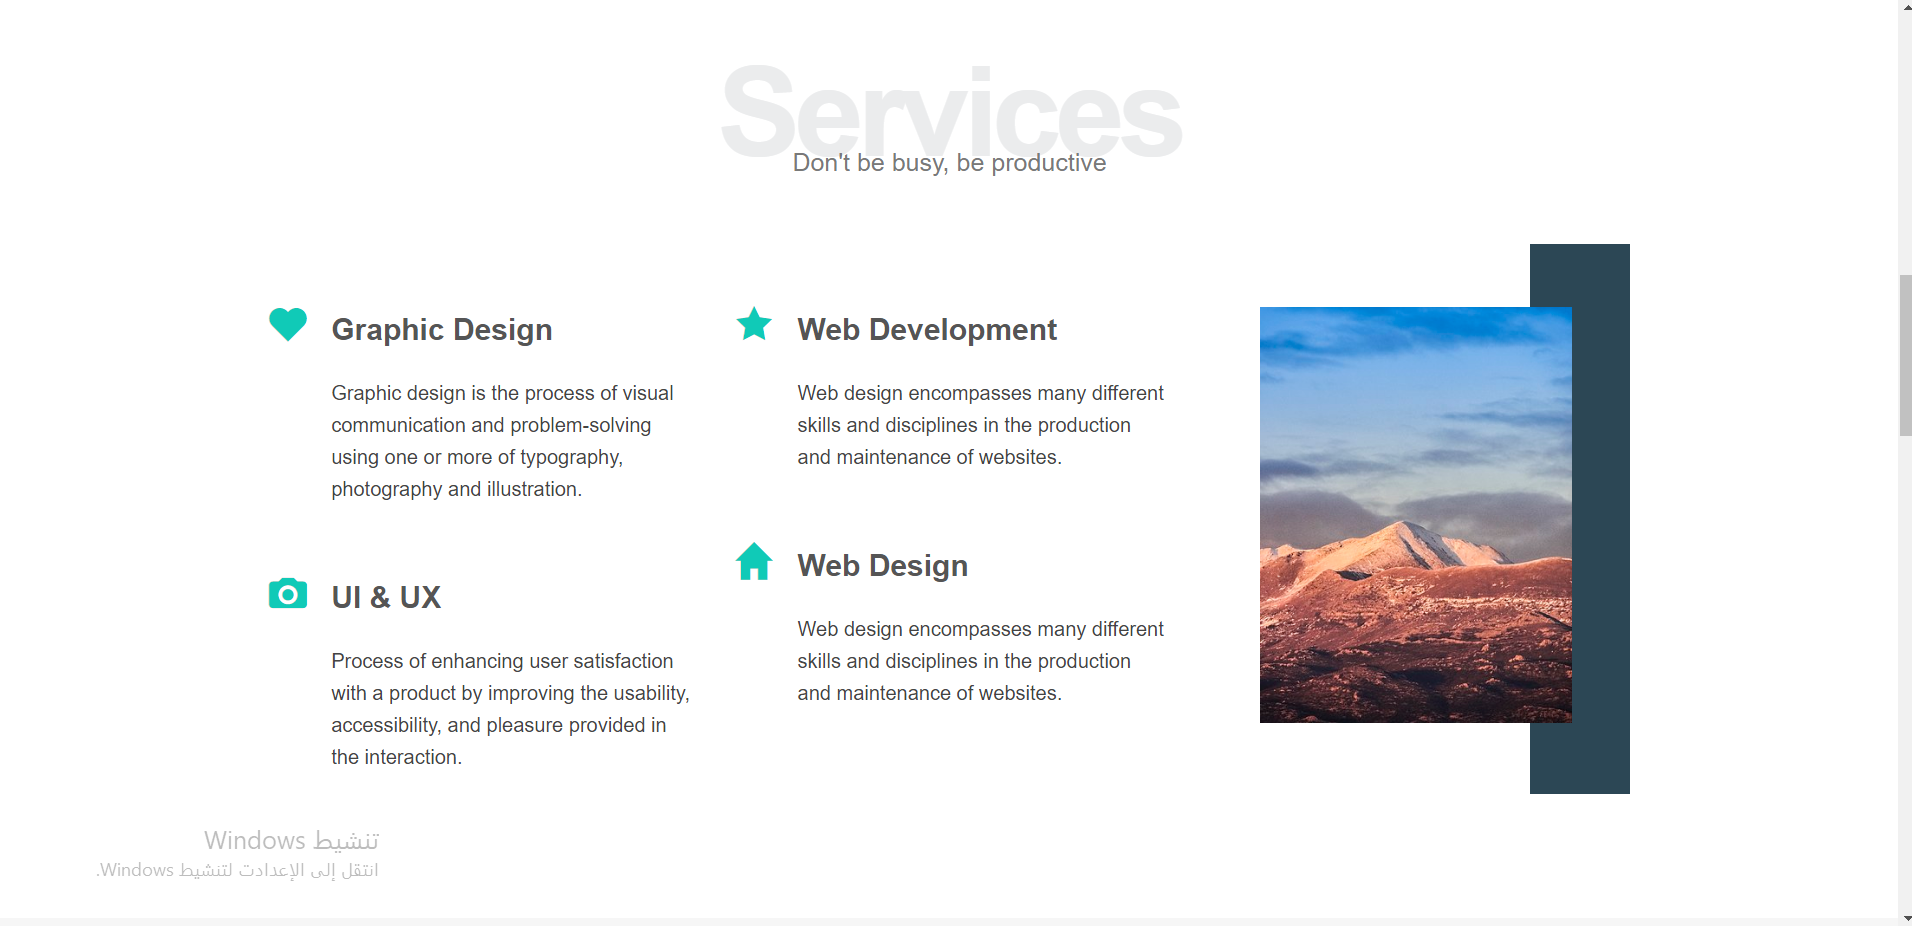 Services
Don't be busy, be productive
Graphic Design
Graphic design is the process of visual
communication and problem-solving
using one or more of typography,
photography and illustration.
UI & UX
Process of enhancing user satisfaction
with a product by improving the usability,
accessibility, and pleasure provided in
the interaction.
Web Development
Web design encompasses many different
skills and disciplines in the production
and maintenance of websites.
Web Design
Web design encompasses many different
skills and disciplines in the production
and maintenance of websites.
تنشيط Windows
انتقل إلى الإعدادت لتنشيط Windows.